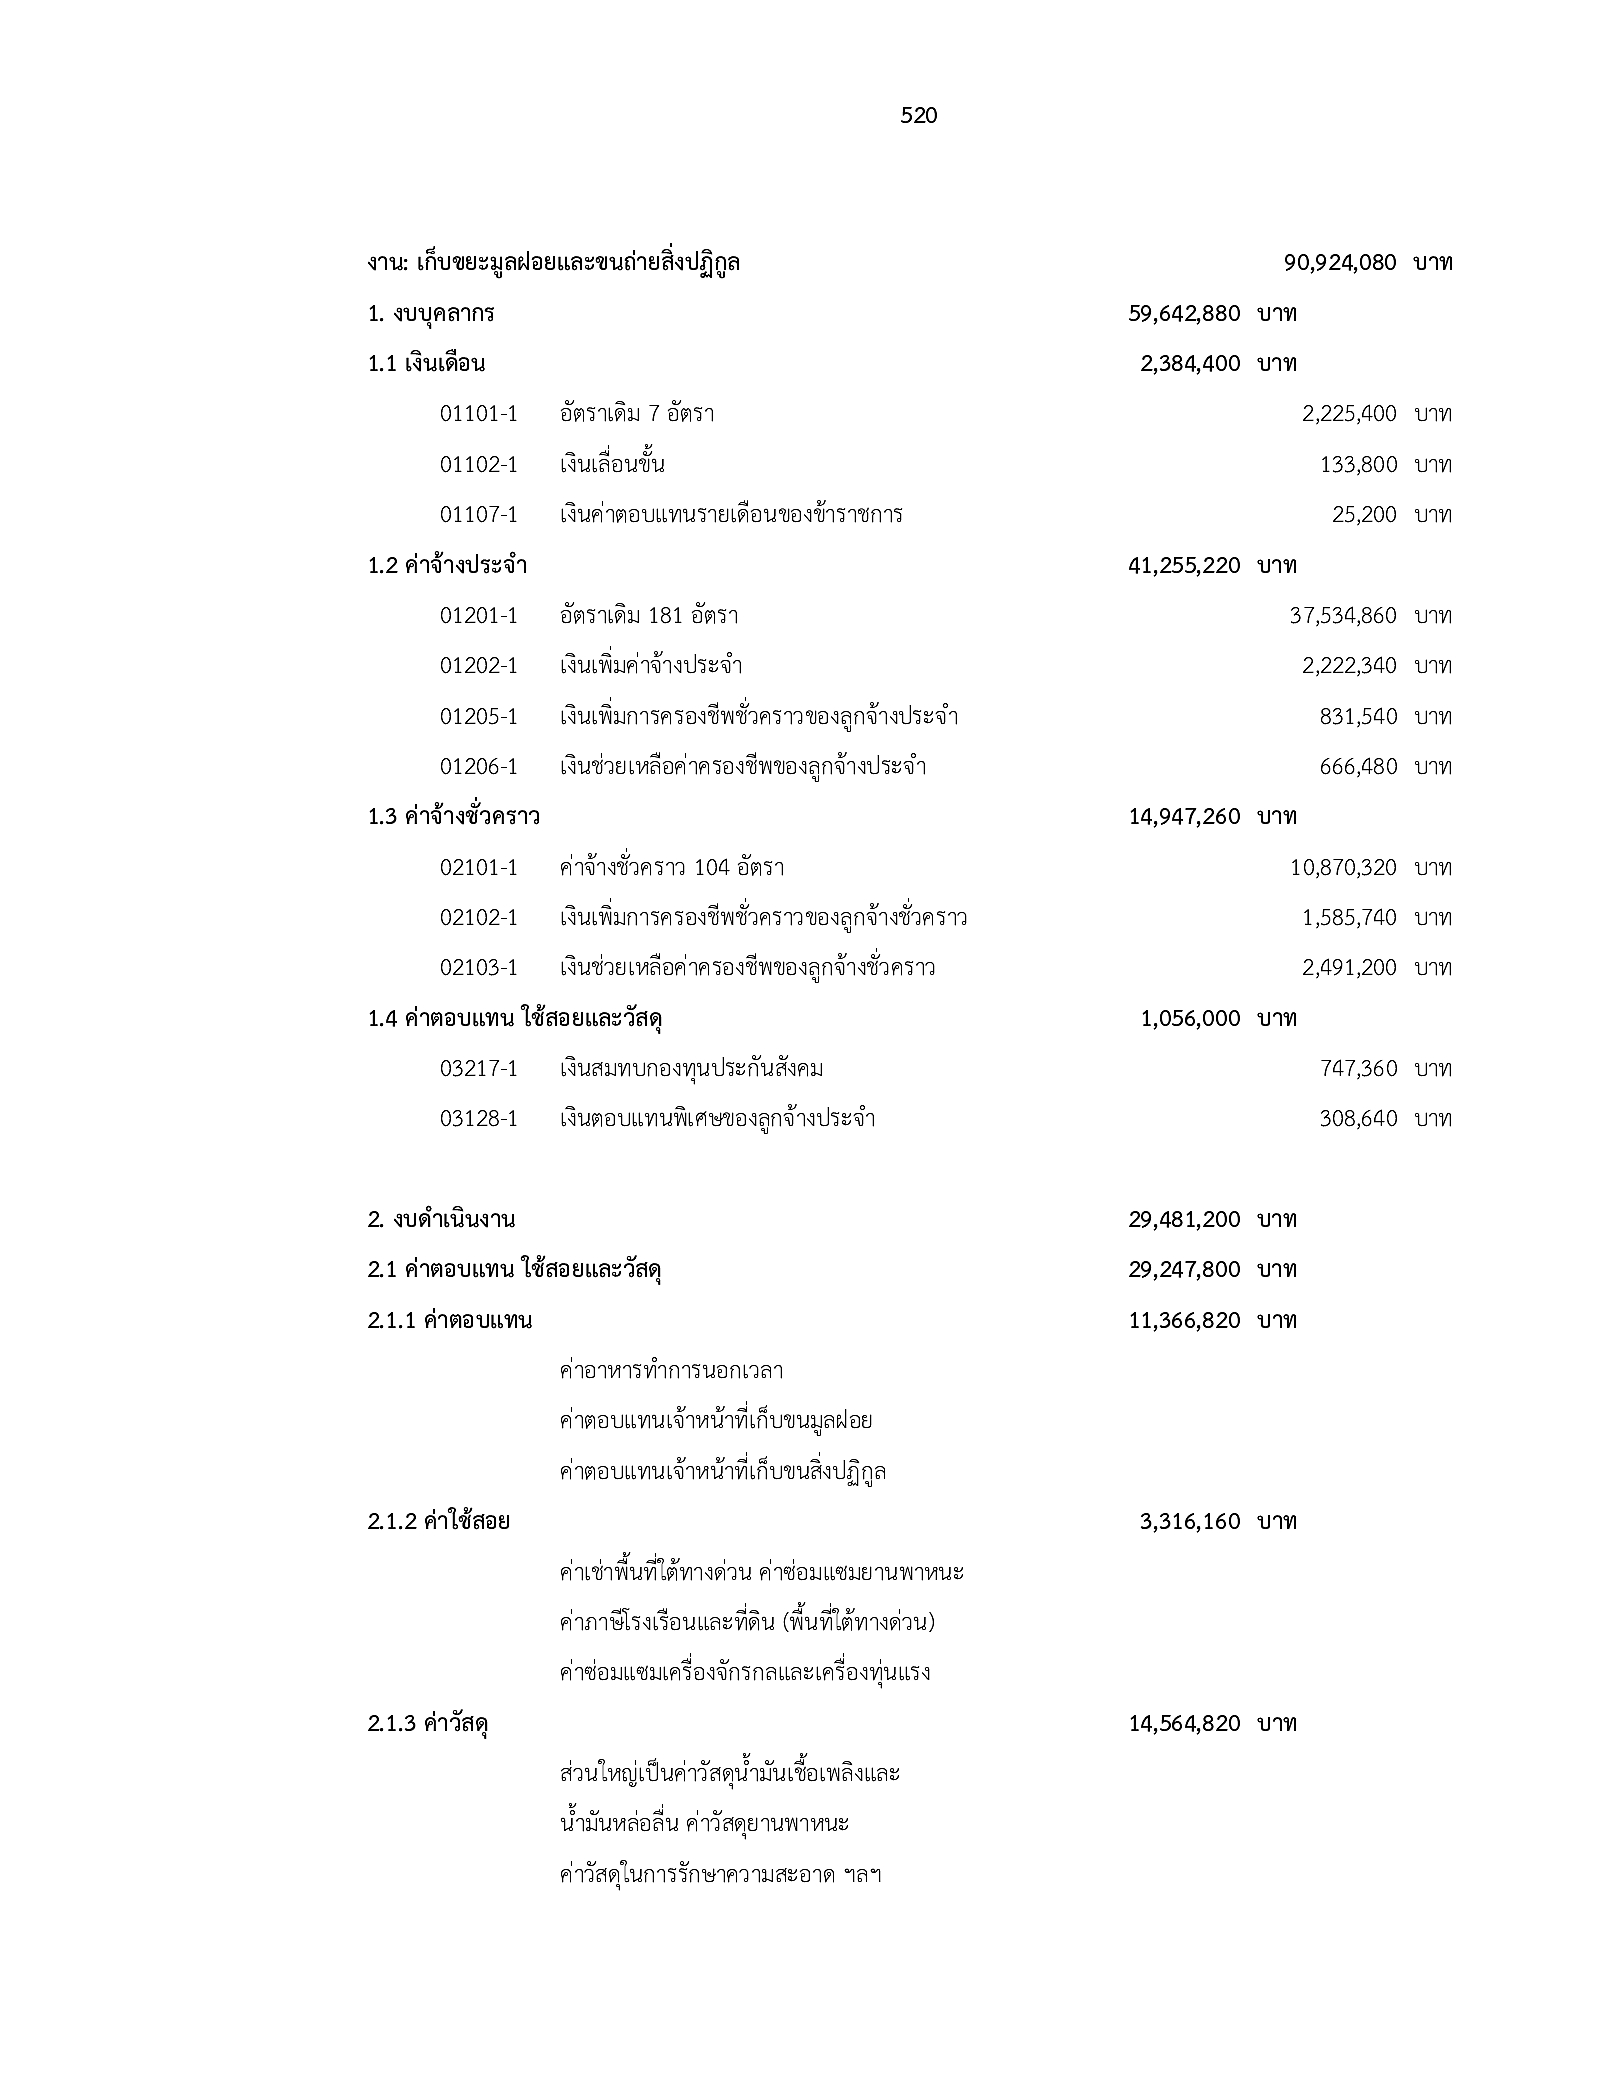 520
งาน: เก็บขยะมูลฝอยและขนถ่ายสิ่งปฏิกูล 90,924,080 บาท
1. งบบุคลากร 59,642,880 บาท
1.1 เงินเดือน 2,384,400 บาท
01101-1 อัตราเดิม 7 อัตรา 2,225,400 บาท
01102-1 เงินเลื่อนขั้น 133,800 บาท
01107-1 เงินค่าตอบแทนรายเดือนของข้าราชการ 25,200 บาท
1.2 ค่าจ้างประจำ 41,255,220 บาท
01201-1 อัตราเดิม 181 อัตรา 37,534,860 บาท
01202-1 เงินเพิ่มค่าจ้างประจำ 2,222,340 บาท
01205-1 เงินเพิ่มการครองชีพชั่วคราวของลูกจ้างประจำ 831,540 บาท
01206-1 เงินช่วยเหลือค่าครองชีพของลูกจ้างประจำ 666,480 บาท
1.3 ค่าจ้างชั่วคราว 14,947,260 บาท
02101-1 ค่าจ้างชั่วคราว 104 อัตรา 10,870,320 บาท
02102-1 เงินเพิ่มการครองชีพชั่วคราวของลูกจ้างชั่วคราว 1,585,740 บาท
02103-1 เงินช่วยเหลือค่าครองชีพของลูกจ้างชั่วคราว 2,491,200 บาท
1.4 ค่าตอบแทน ใช้สอยและวัสดุ 1,056,000 บาท
03217-1 เงินสมทบกองทุนประกันสังคม 747,360 บาท
03128-1 เงินตอบแทนพิเศษของลูกจ้างประจำ 308,640 บาท
2. งบดำเนินงาน 29,481,200 บาท
2.1 ค่าตอบแทน ใช้สอยและวัสดุ 29,247,800 บาท
2.1.1 ค่าตอบแทน 11,366,820 บาท
ค่าอาหารทำการนอกเวลา
ค่าตอบแทนเจ้าหน้าที่เก็บขนมูลฝอย
ค่าตอบแทนเจ้าหน้าที่เก็บขนสิ่งปฏิกูล
2.1.2 ค่าใช้สอย 3,316,160 บาท
ค่าเช่าพื้นที่ใต้ทางด่วน ค่าซ่อมแซมยานพาหนะ
ค่าภาษีโรงเรือนและที่ดิน (พื้นที่ใต้ทางด่วน)
ค่าซ่อมแซมเครื่องจักรกลและเครื่องทุ่นแรง
2.1.3 ค่าวัสดุ 14,564,820 บาท
ส่วนใหญ่เป็นค่าวัสดุน้ำมันเชื้อเพลิงและ
น้ำมันหล่อลื่น ค่าวัสดุยานพาหนะ
ค่าวัสดุในการรักษาความสะอาด ฯลฯ